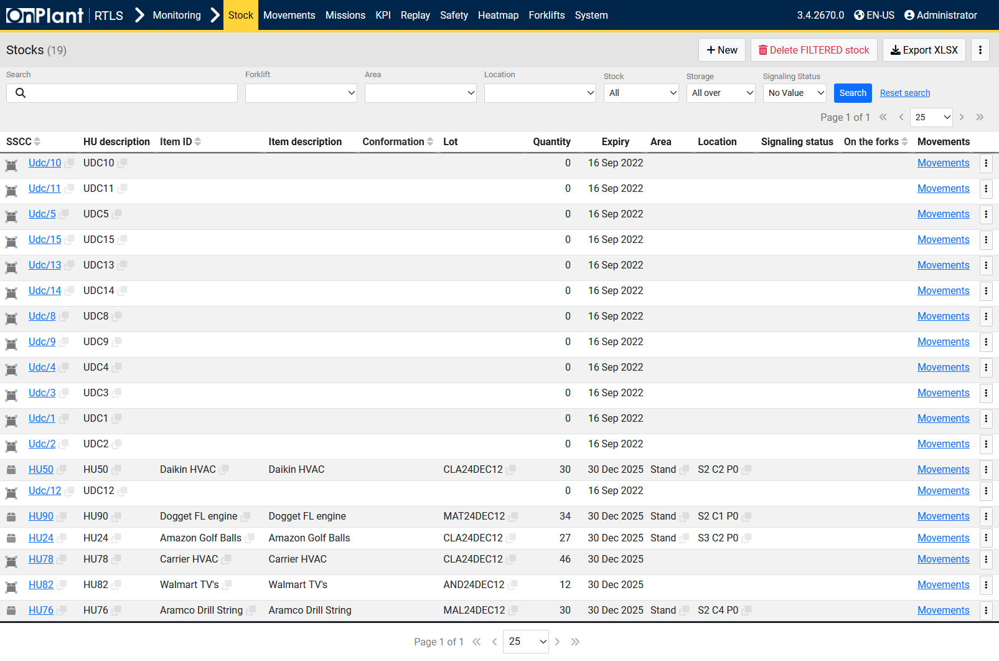 OnPlant RTLS Monitoring Stock Movements Missions KPI Replay Safety Heatmap Forklifts System 3.4.2670.0 EN-US Administrator
Stocks (19) New Delete FILTERED stock Export XLSX
Search Forklift Area Location Stock Storage Signaling Status
All All over No Value Search Reset search
Page 1 of 1 « ‹ 25 › »
SSCC HU description Item ID Item description Conformation Lot Quantity Expiry Area Location Signaling status On the forks Movements
Udc/10 UDC10 0 16 Sep 2022 Movements
Udc/11 UDC11 0 16 Sep 2022 Movements
Udc/5 UDC5 0 16 Sep 2022 Movements
Udc/15 UDC15 0 16 Sep 2022 Movements
Udc/13 UDC13 0 16 Sep 2022 Movements
Udc/14 UDC14 0 16 Sep 2022 Movements
Udc/8 UDC8 0 16 Sep 2022 Movements
Udc/9 UDC9 0 16 Sep 2022 Movements
Udc/4 UDC4 0 16 Sep 2022 Movements
Udc/3 UDC3 0 16 Sep 2022 Movements
Udc/1 UDC1 0 16 Sep 2022 Movements
Udc/2 UDC2 0 16 Sep 2022 Movements
HU50 HU50 Daikin HVAC Daikin HVAC CLA24DEC12 30 30 Dec 2025 Stand S2 C2 P0 Movements
Udc/12 UDC12 0 16 Sep 2022 Movements
HU90 HU90 Dogget FL engine Dogget FL engine MAT24DEC12 34 30 Dec 2025 Stand S2 C1 P0 Movements
HU24 HU24 Amazon Golf Balls Amazon Golf Balls CLA24DEC12 27 30 Dec 2025 Stand S3 C2 P0 Movements
HU78 HU78 Carrier HVAC Carrier HVAC CLA24DEC12 46 30 Dec 2025 Movements
HU82 HU82 Walmart TV's Walmart TV's AND24DEC12 12 30 Dec 2025 Movements
HU76 HU76 Aramco Drill String Aramco Drill String MAL24DEC12 30 30 Dec 2025 Stand S2 C4 P0 Movements
Page 1 of 1 « ‹ 25 › »